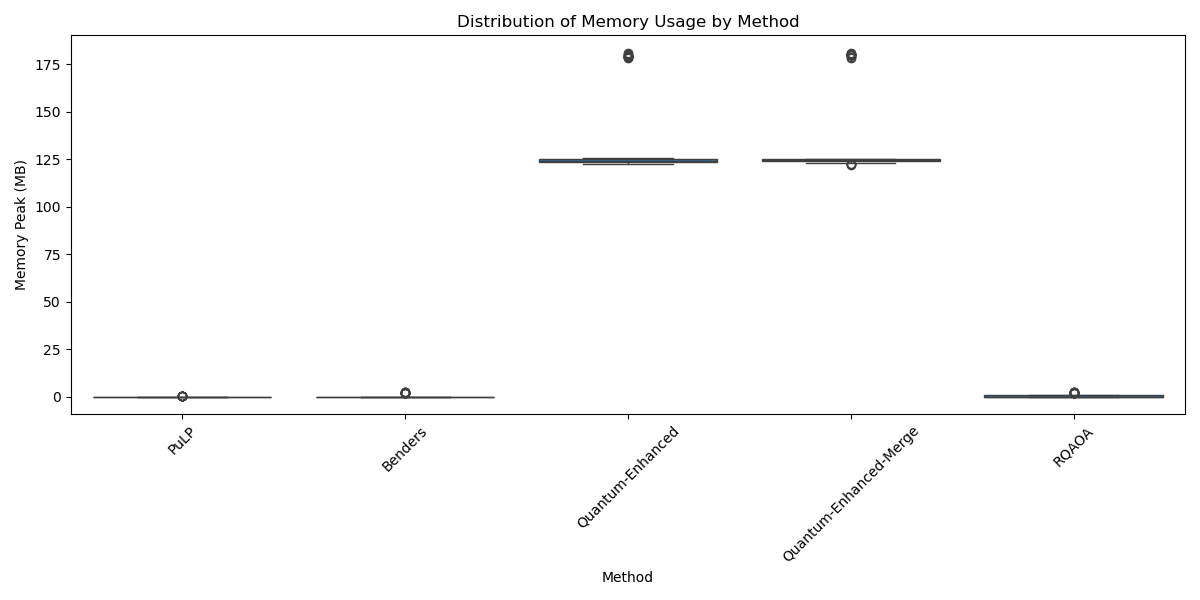 Distribution of Memory Usage by Method
Memory Peak (MB)
175
150
125
100
75
50
25
0
PuLP
Benders
Quantum-Enhanced
Quantum-Enhanced-Merge
RQAOA
Method